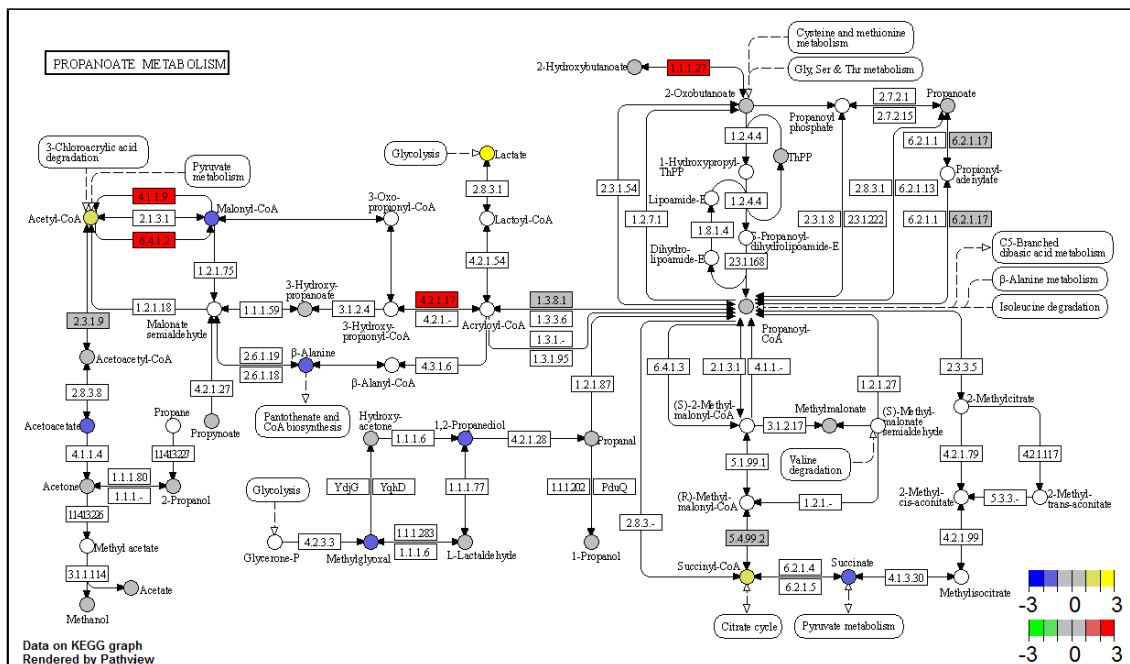 PROPANOATE METABOLISM
Cysteine and methionine
metabolism
Gly, Ser & Thr metabolism
2-Hydroxybutanoate
1.1.1.27
2-Oxobutanoate
Propanoyl
phosphate
2.7.2.1
2.7.2.15
Propanoate
3-Chloroacrylic acid
degradation
Pyruvate
metabolism
Glycolysis
Lactate
1.2.4.4
ThPP
6.2.1.1
6.2.1.17
1-Hydroxypropyl-
ThPP
Propionyl-
adenylate
Acetyl-CoA
4.1.1.9
2.1.3.1
6.4.1.2
Malonyl-CoA
3-Oxo-
propionyl-CoA
2.8.3.1
Lactoyl-CoA
2.3.1.54
Lipoamide-E
1.2.4.4
2.8.3.1
6.2.1.13
1.2.7.1
1.8.1.4
2.3.1.8
2.3.1.222
6.2.1.1
6.2.1.17
S-Propanoyl-
dihydrolipoamide-E
Dihydro-
lipoamide-E
2.3.1.168
C5-Branched
dibasic acid metabolism
β-Alanine metabolism
Isoleucine degradation
1.2.1.75
4.2.1.54
3-Hydroxy-
propanoate
1.2.1.18
Malonate
semialdehyde
1.1.1.59
3.1.2.4
3-Hydroxy-
propionyl-CoA
4.2.1.17
4.2.1.-
Acryloyl-CoA
1.3.8.1
1.3.3.6
1.3.1.-
1.3.1.95
Propanoyl-
CoA
2.3.1.9
Acetoacetyl-CoA
2.6.1.19
2.6.1.18
β-Alanine
β-Alanyl-CoA
4.3.1.6
6.4.1.3
2.1.3.1
4.1.1.-
1.2.1.27
2.3.3.5
1.2.1.87
2.8.3.8
4.2.1.27
Propynoate
Pantothenate and
CoA biosynthesis
Acetoacetate
Propane
Hydroxy-
acetone
1.1.1.6
1,2-Propanediol
4.2.1.28
Propanal
(S)-2-Methyl-
malonyl-CoA
Methylmalonate
3.1.2.17
(S)-Methyl-
malonate
semialdehyde
2-Methylcitrate
4.1.1.4
1.14.13.227
Acetone
1.1.1.80
1.1.1.-
2-Propanol
1.14.13.226
Glycolysis
YdjG
YqhD
1.1.1.77
1.1.1.202
PduQ
5.1.99.1
Valine
degradation
4.2.1.79
4.2.1.117
(R)-Methyl-
malonyl-CoA
1.2.1.-
2-Methyl-
cis-aconitate
5.3.3.-
2-Methyl-
trans-aconitate
2.8.3.-
Methyl acetate
Glycerone-P
4.2.3.3
Methylglyoxal
1.1.1.283
1.1.1.6
L-Lactaldehyde
1-Propanol
5.4.99.2
4.2.1.99
3.1.1.114
Acetate
Methanol
Succinyl-CoA
6.2.1.4
6.2.1.5
Succinate
4.1.3.30
Methylisocitrate
Citrate cycle
Pyruvate metabolism
-3 0 3
-3 0 3
Data on KEGG graph
Rendered by Pathview